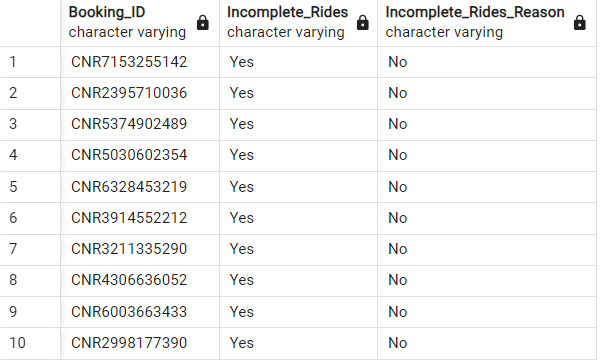 Booking_ID Incomplete_Rides Incomplete_Rides_Reason
character varying character varying character varying
1 CNR7153255142 Yes No
2 CNR2395710036 Yes No
3 CNR5374902489 Yes No
4 CNR5030602354 Yes No
5 CNR6328453219 Yes No
6 CNR3914552212 Yes No
7 CNR3211335290 Yes No
8 CNR4306636052 Yes No
9 CNR6003663433 Yes No
10 CNR2998177390 Yes No